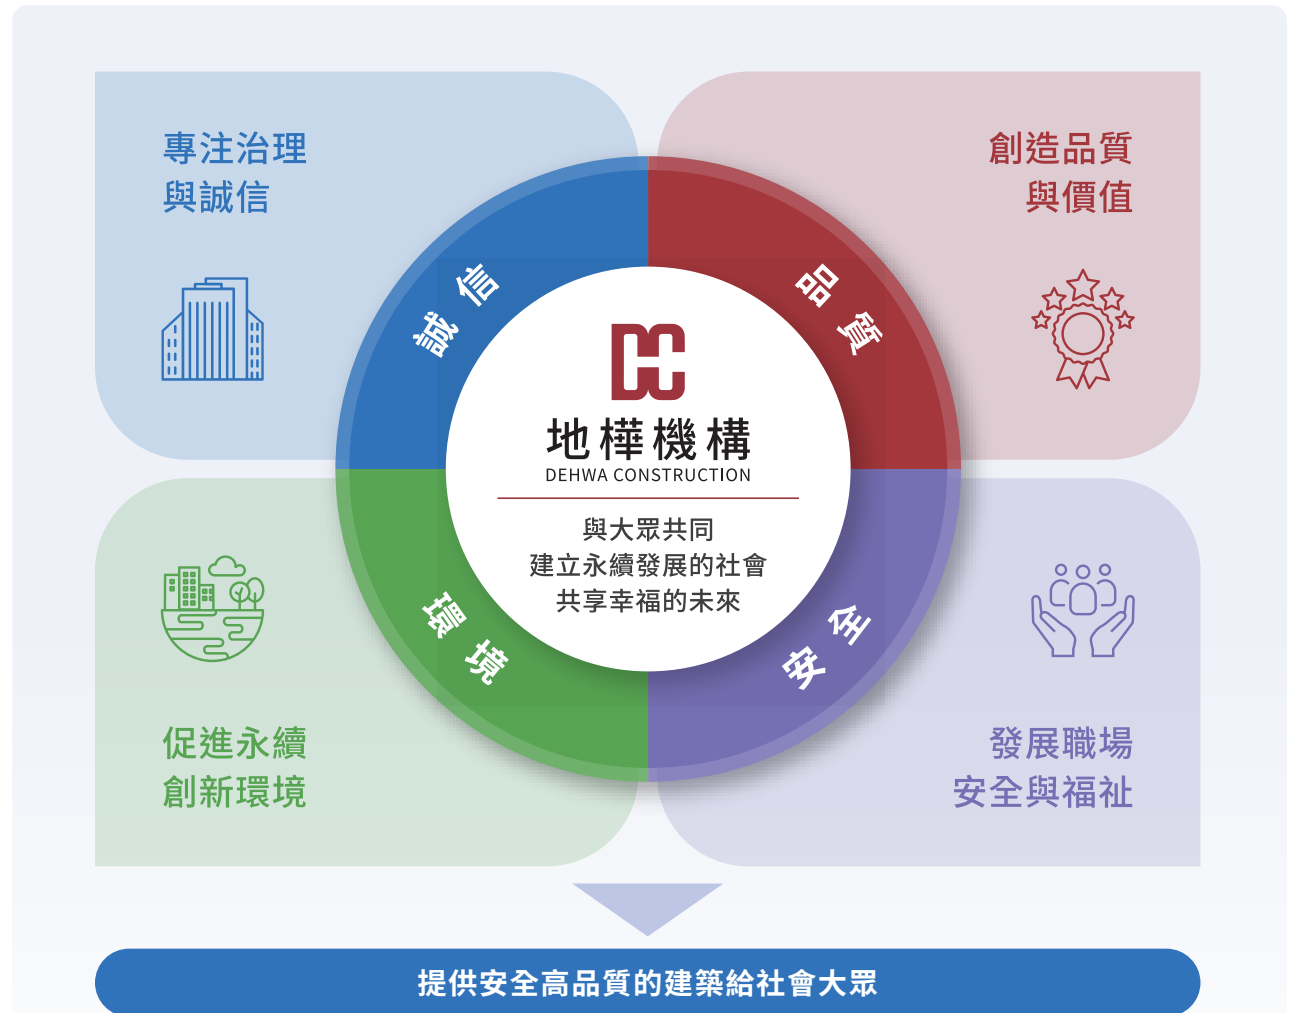 專注治理
與誠信
創造品質
與價值
誠信
品質
地樺機構
DEHWA CONSTRUCTION
與大眾共同
建立永續發展的社會
共享幸福的未來
環境
安全
促進永續
創新環境
發展職場
安全與福祉
提供安全高品質的建築給社會大眾